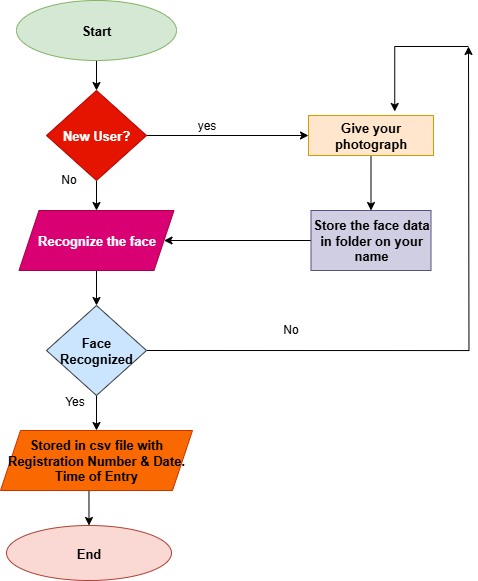 Start
New User?
yes
Give your
photograph
No
Recognize the face
Store the face data
in folder on your
name
Face
Recognized
No
Yes
Stored in csv file with
Registration Number & Date.
Time of Entry
End